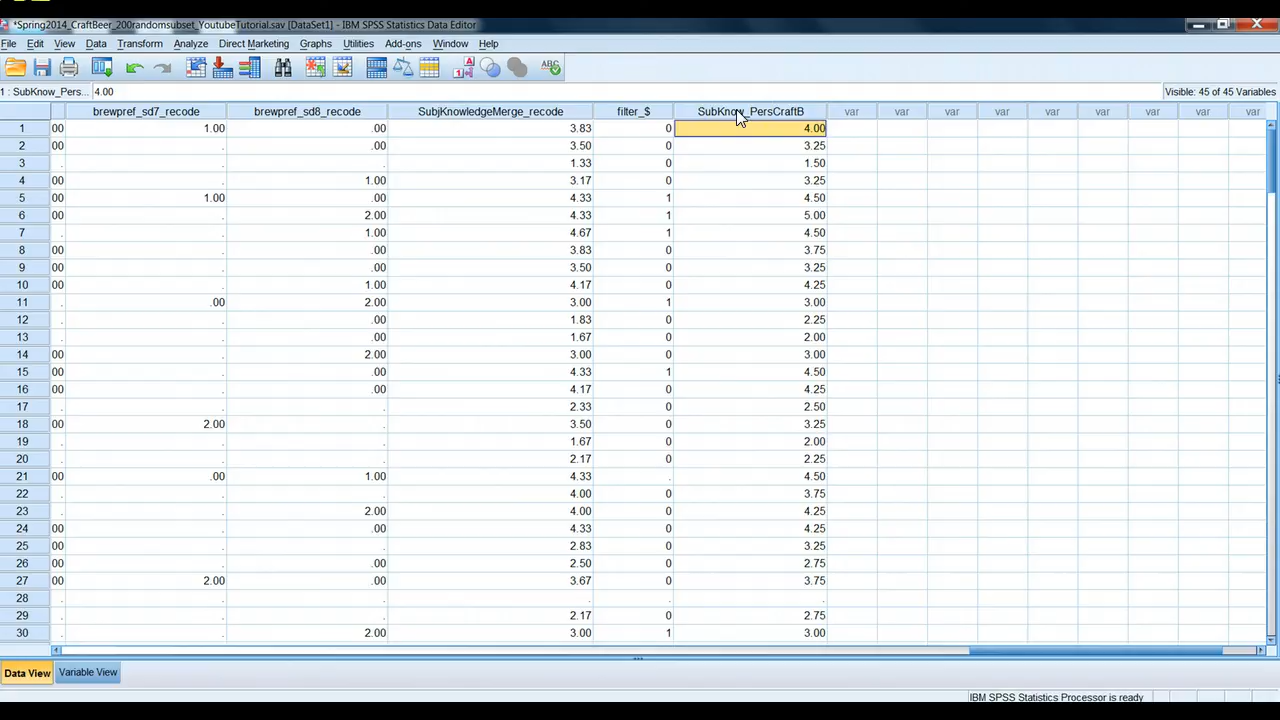 *Spring2014_CraftBeer_200randomsubset_YoutubeTutorial.sav [DataSet1] - IBM SPSS Statistics Data Editor
File Edit View Data Transform Analyze Direct Marketing Graphs Utilities Add-ons Window Help
1 : SubKnow_Pers... 4.00 Visible: 45 of 45 Variables
brewpref_sd7_recode brewpref_sd8_recode SubjKnowledgeMerge_recode filter_$ SubKnow_PersCraftB var var var var var var var var var
1 00 1.00 .00 3.83 0 4.00
2 00 . .00 3.50 0 3.25
3 . . . 1.33 0 1.50
4 00 . 1.00 3.17 0 3.25
5 00 1.00 .00 4.33 1 4.50
6 00 . 2.00 4.33 1 5.00
7 . . 1.00 4.67 1 4.50
8 00 . .00 3.83 0 3.75
9 00 . .00 3.50 0 3.25
10 00 . 1.00 4.17 0 4.25
11 . .00 2.00 3.00 1 3.00
12 . . .00 1.83 0 2.25
13 . . .00 1.67 0 2.00
14 00 . 2.00 3.00 0 3.00
15 00 . .00 4.33 1 4.50
16 00 . .00 4.17 0 4.25
17 . . . 2.33 0 2.50
18 00 2.00 . 3.50 0 3.25
19 . . . 1.67 0 2.00
20 . . . 2.17 0 2.25
21 00 .00 1.00 4.33 . 4.50
22 . . . 4.00 0 3.75
23 . . 2.00 4.00 0 4.25
24 00 . .00 4.33 0 4.25
25 00 . . 2.83 0 3.25
26 00 . .00 2.50 0 2.75
27 00 2.00 .00 3.67 0 3.75
28 . . . . . .
29 . . . 2.17 0 2.75
30 . . 2.00 3.00 1 3.00
Data View Variable View
IBM SPSS Statistics Processor is ready